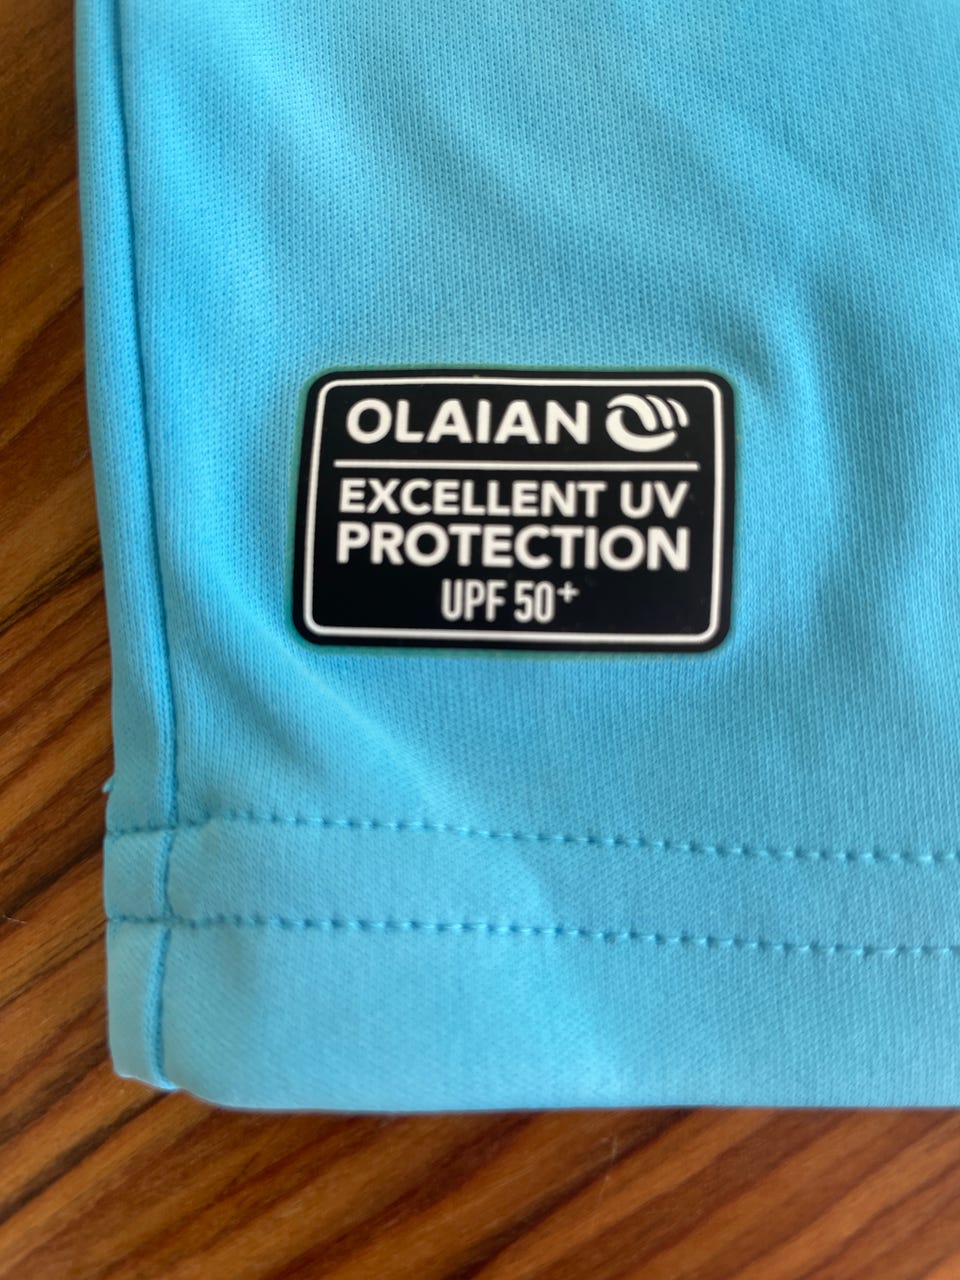 OLAIAN
EXCELLENT UV
PROTECTION
UPF 50+